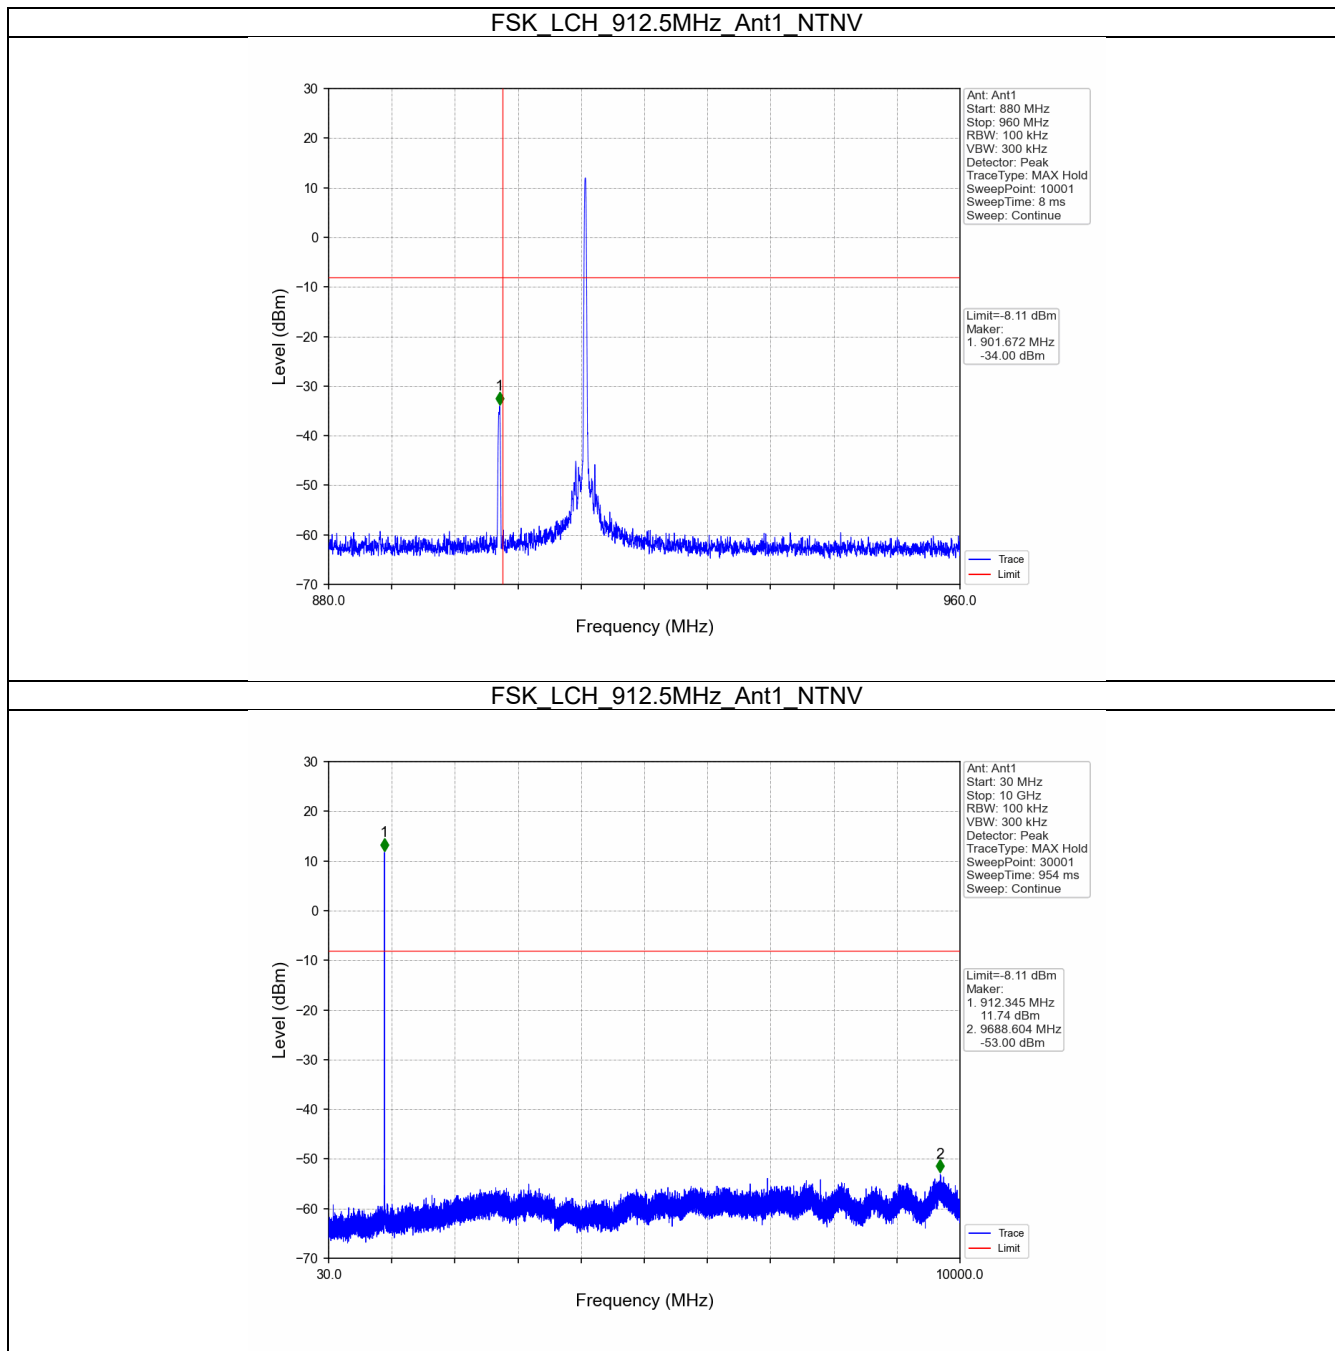 FSK_LCH_912.5MHz_Ant1_NTNV
30
20
10
0
−10
−20
−30
−40
−50
−60
−70
Level (dBm)
1
880.0
960.0
Frequency (MHz)
Ant: Ant1
Start: 880 MHz
Stop: 960 MHz
RBW: 100 kHz
VBW: 300 kHz
Detector: Peak
TraceType: MAX Hold
SweepPoint: 10001
SweepTime: 8 ms
Sweep: Continue
Limit=-8.11 dBm
Maker:
1. 901.672 MHz
-34.00 dBm
Trace
Limit
FSK_LCH_912.5MHz_Ant1_NTNV
30
20
10
0
−10
−20
−30
−40
−50
−60
−70
Level (dBm)
1
2
30.0
10000.0
Frequency (MHz)
Ant: Ant1
Start: 30 MHz
Stop: 10 GHz
RBW: 100 kHz
VBW: 300 kHz
Detector: Peak
TraceType: MAX Hold
SweepPoint: 30001
SweepTime: 954 ms
Sweep: Continue
Limit=-8.11 dBm
Maker:
1. 912.345 MHz
11.74 dBm
2. 9688.604 MHz
-53.00 dBm
Trace
Limit